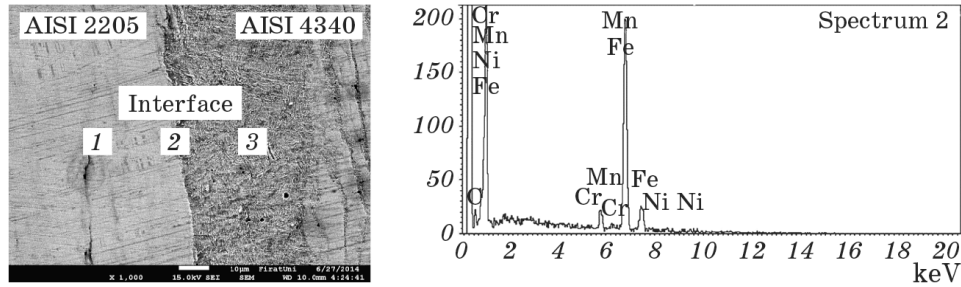 AISI 2205 AISI 4340
Interface
1 2 3
X 1,000 15.0kV SEI 10μm FiratUni SEM 6/27/2014 WD 10.0mm 4:24:41
Spectrum 2
200
150
100
50
0
Cr
Mn
Ni
Fe
C
Mn
Fe
Mn
Cr
Cr
Fe
Ni Ni
0 2 4 6 8 10 12 14 16 18 20
keV